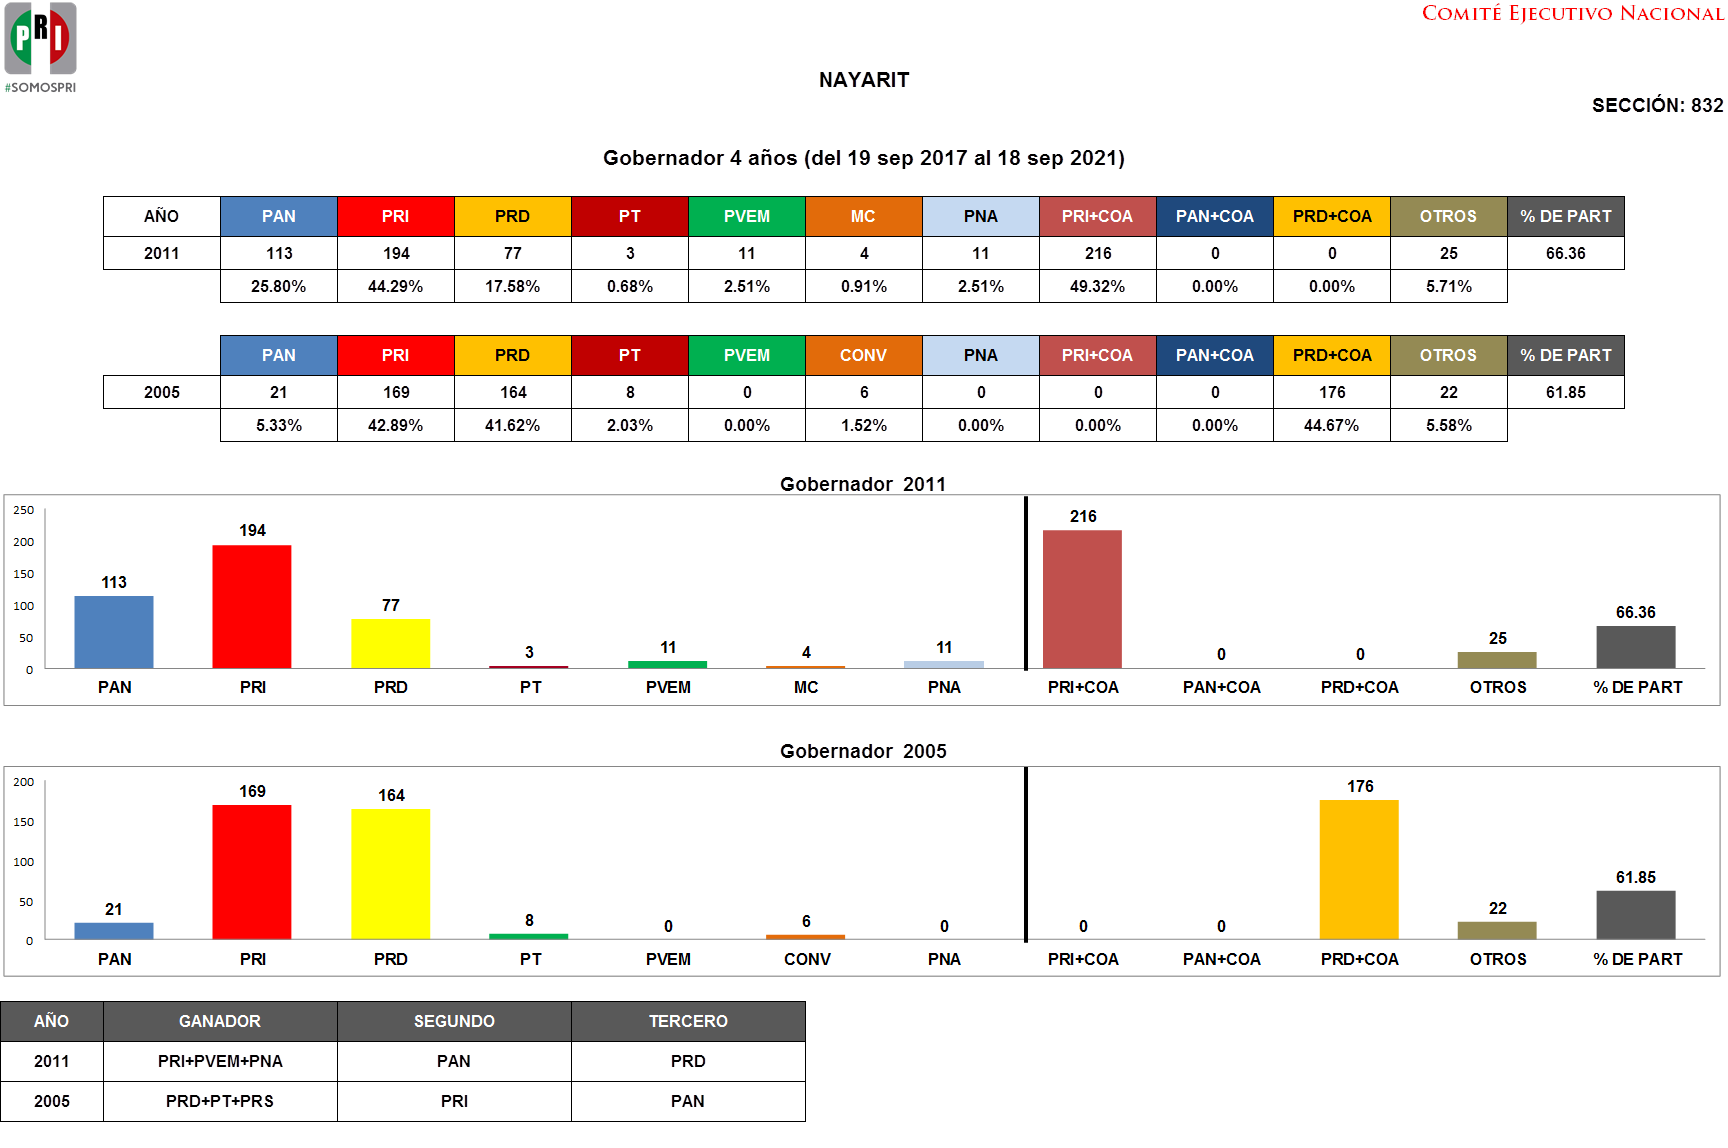 PRI
#SOMOSPRI
COMITÉ EJECUTIVO NACIONAL
NAYARIT
SECCIÓN: 832
Gobernador 4 años (del 19 sep 2017 al 18 sep 2021)
AÑO PAN PRI PRD PT PVEM MC PNA PRI+COA PAN+COA PRD+COA OTROS % DE PART
2011 113 194 77 3 11 4 11 216 0 0 25 66.36
25.80% 44.29% 17.58% 0.68% 2.51% 0.91% 2.51% 49.32% 0.00% 0.00% 5.71%
PAN PRI PRD PT PVEM CONV PNA PRI+COA PAN+COA PRD+COA OTROS % DE PART
2005 21 169 164 8 0 6 0 0 0 176 22 61.85
5.33% 42.89% 41.62% 2.03% 0.00% 1.52% 0.00% 0.00% 0.00% 44.67% 5.58%
Gobernador 2011
250
200
150
100
50
0
113 194 77 3 11 4 11 216 0 0 25 66.36
PAN PRI PRD PT PVEM MC PNA PRI+COA PAN+COA PRD+COA OTROS % DE PART
Gobernador 2005
200
150
100
50
0
21 169 164 8 0 6 0 0 0 176 22 61.85
PAN PRI PRD PT PVEM CONV PNA PRI+COA PAN+COA PRD+COA OTROS % DE PART
AÑO GANADOR SEGUNDO TERCERO
2011 PRI+PVEM+PNA PAN PRD
2005 PRD+PT+PRS PRI PAN